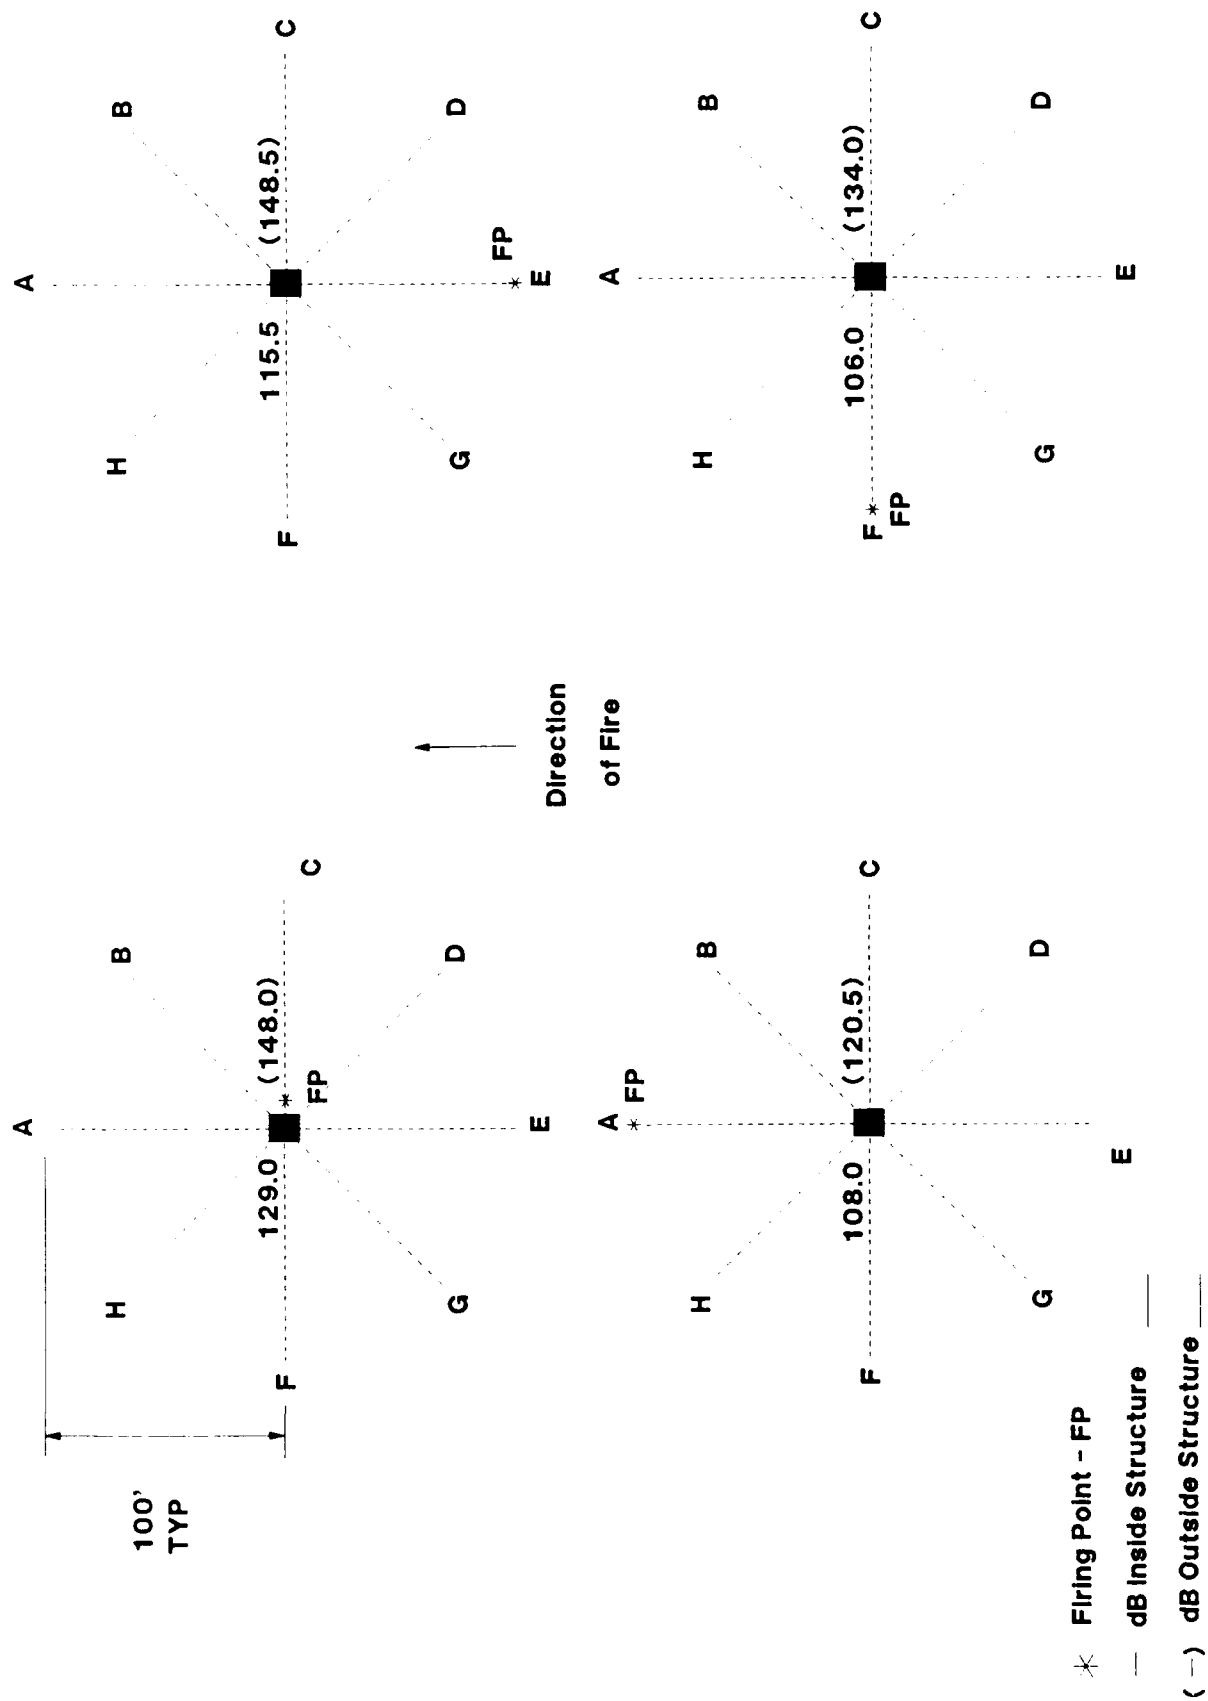 100'
TYP
A
B
H
129.0
(148.0)
FP
F
C
G
D
E
A
B
H
115.5
(148.5)
F
C
G
D
FP
E
Direction
of Fire
A
FP
H
B
108.0
(120.5)
F
C
G
D
E
A
H
B
106.0
(134.0)
F
FP
C
G
D
E
Firing Point - FP
— dB Inside Structure
(—) dB Outside Structure